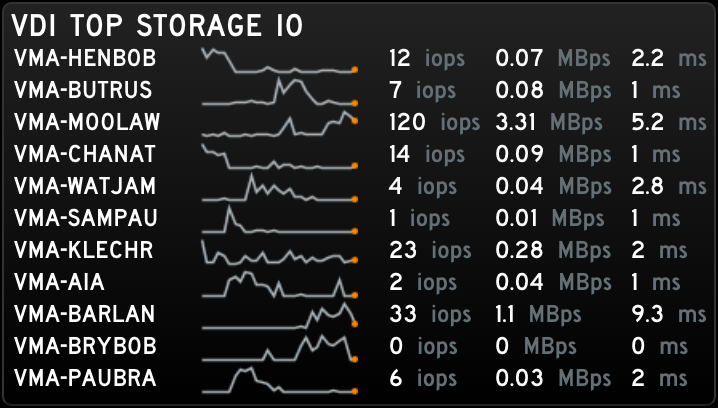 VDI TOP STORAGE IO
VMA-HENBOB 12 iops 0.07 MBps 2.2 ms
VMA-BUTRUS 7 iops 0.08 MBps 1 ms
VMA-MOOLAW 120 iops 3.31 MBps 5.2 ms
VMA-CHANAT 14 iops 0.09 MBps 1 ms
VMA-WATJAM 4 iops 0.04 MBps 2.8 ms
VMA-SAMPAU 1 iops 0.01 MBps 1 ms
VMA-KLECHR 23 iops 0.28 MBps 2 ms
VMA-AIA 2 iops 0.04 MBps 1 ms
VMA-BARLAN 33 iops 1.1 MBps 9.3 ms
VMA-BRYBOB 0 iops 0 MBps 0 ms
VMA-PAUBRA 6 iops 0.03 MBps 2 ms